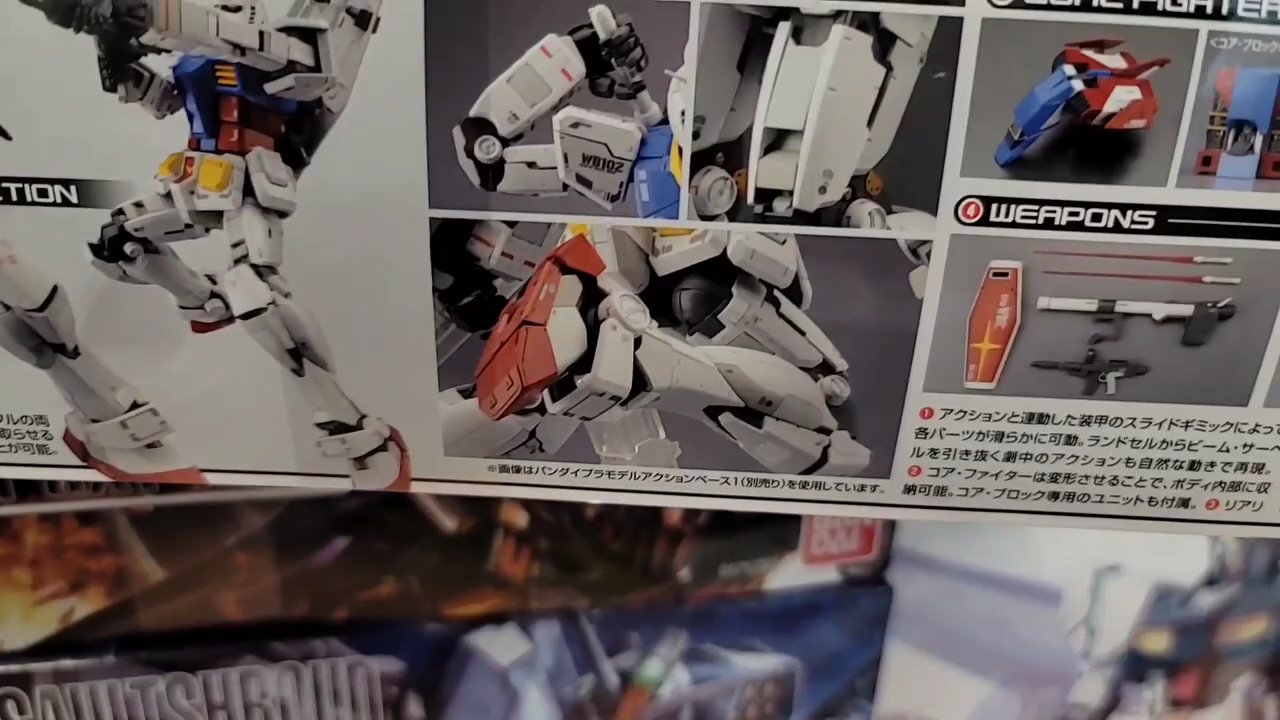 CTION
WB102
CORE FIGHTER
<コア・ブロック
4 WEAPONS
クルの両
取らせる
とが可能。
※画像はバンダイプラモデルアクションベース1(別売り)を使用しています。
1 アクションと連動した装甲のスライドギミックによって
各パーツが滑らかに可動。ランドセルからビーム・サーベ
ルを引き抜く劇中のアクションも自然な動きで再現。
2 コア・ファイターは変形させることで、ボディ内部に収
納可能。コア・ブロック専用のユニットも付属。 3 リアリ
BAN
DAI